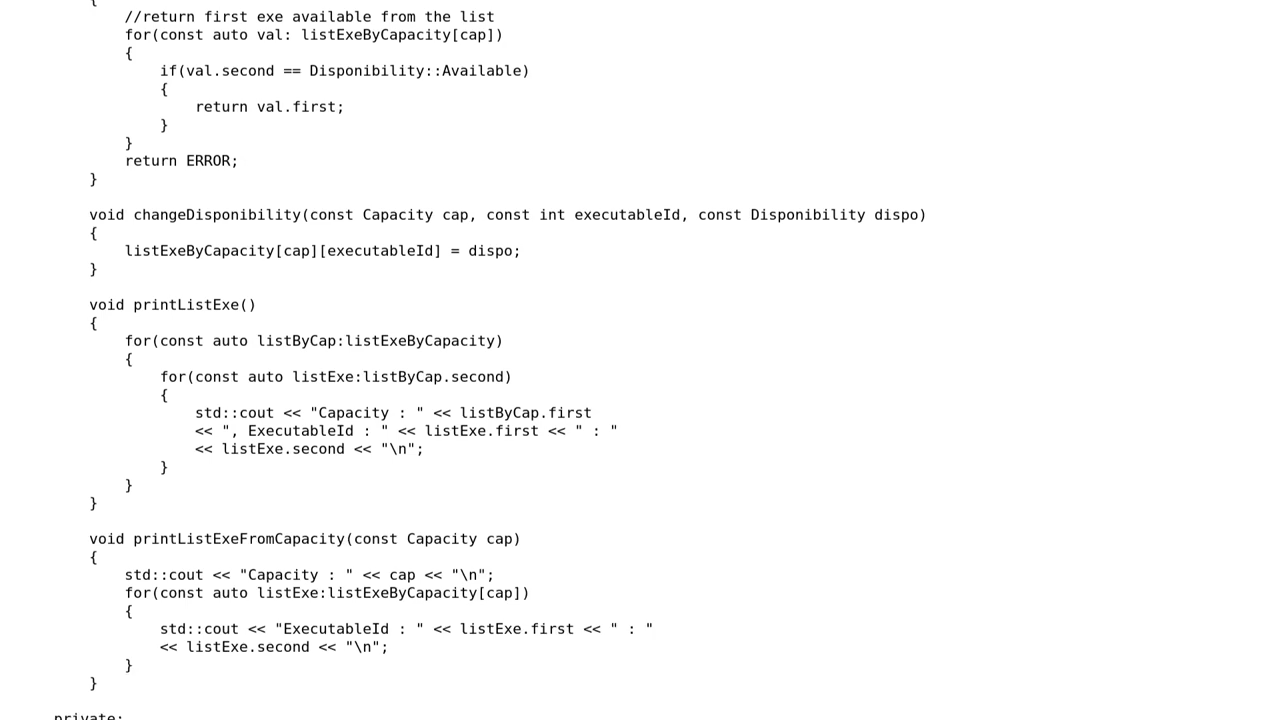 {
//return first exe available from the list
for(const auto val: listExeByCapacity[cap])
{
if(val.second == Disponibility::Available)
{
return val.first;
}
}
return ERROR;
}
void changeDisponibility(const Capacity cap, const int executableId, const Disponibility dispo)
{
listExeByCapacity[cap][executableId] = dispo;
}
void printListExe()
{
for(const auto listByCap:listExeByCapacity)
{
for(const auto listExe:listByCap.second)
{
std::cout << "Capacity : " << listByCap.first
<< ", ExecutableId : " << listExe.first << " : "
<< listExe.second << "\n";
}
}
}
void printListExeFromCapacity(const Capacity cap)
{
std::cout << "Capacity : " << cap << "\n";
for(const auto listExe:listExeByCapacity[cap])
{
std::cout << "ExecutableId : " << listExe.first << " : "
<< listExe.second << "\n";
}
}
private: